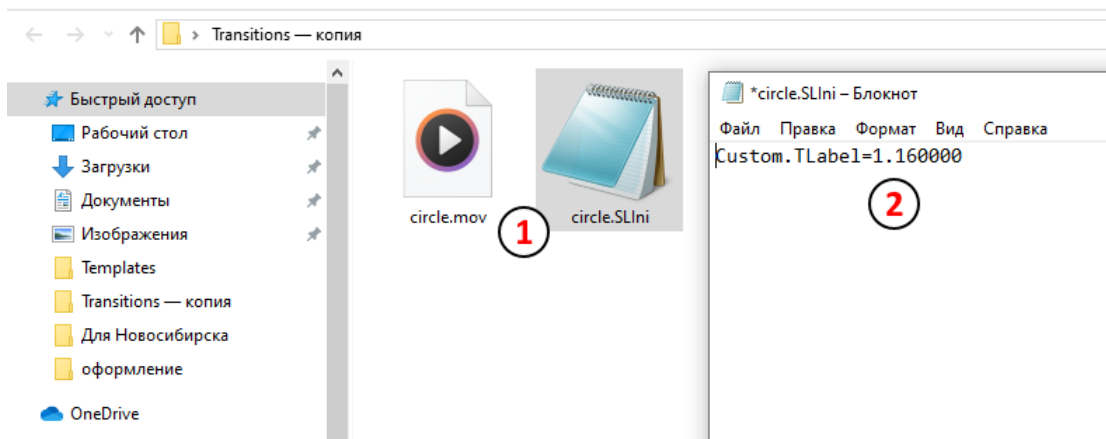 Transitions — копия
Быстрый доступ
Рабочий стол
Загрузки
Документы
Изображения
Templates
Transitions — копия
Для Новосибирска
оформление
OneDrive
circle.mov
1
circle.SLIni
*circle.SLIni – Блокнот
Файл Правка Формат Вид Справка
Custom.TLabel=1.160000
2